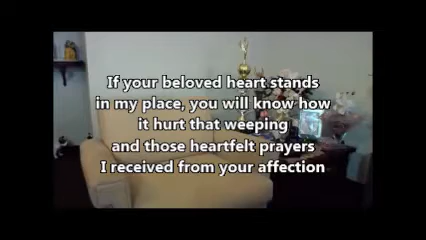 If your beloved heart stands
in my place, you will know how
it hurt that weeping
and those heartfelt prayers
I received from your affection